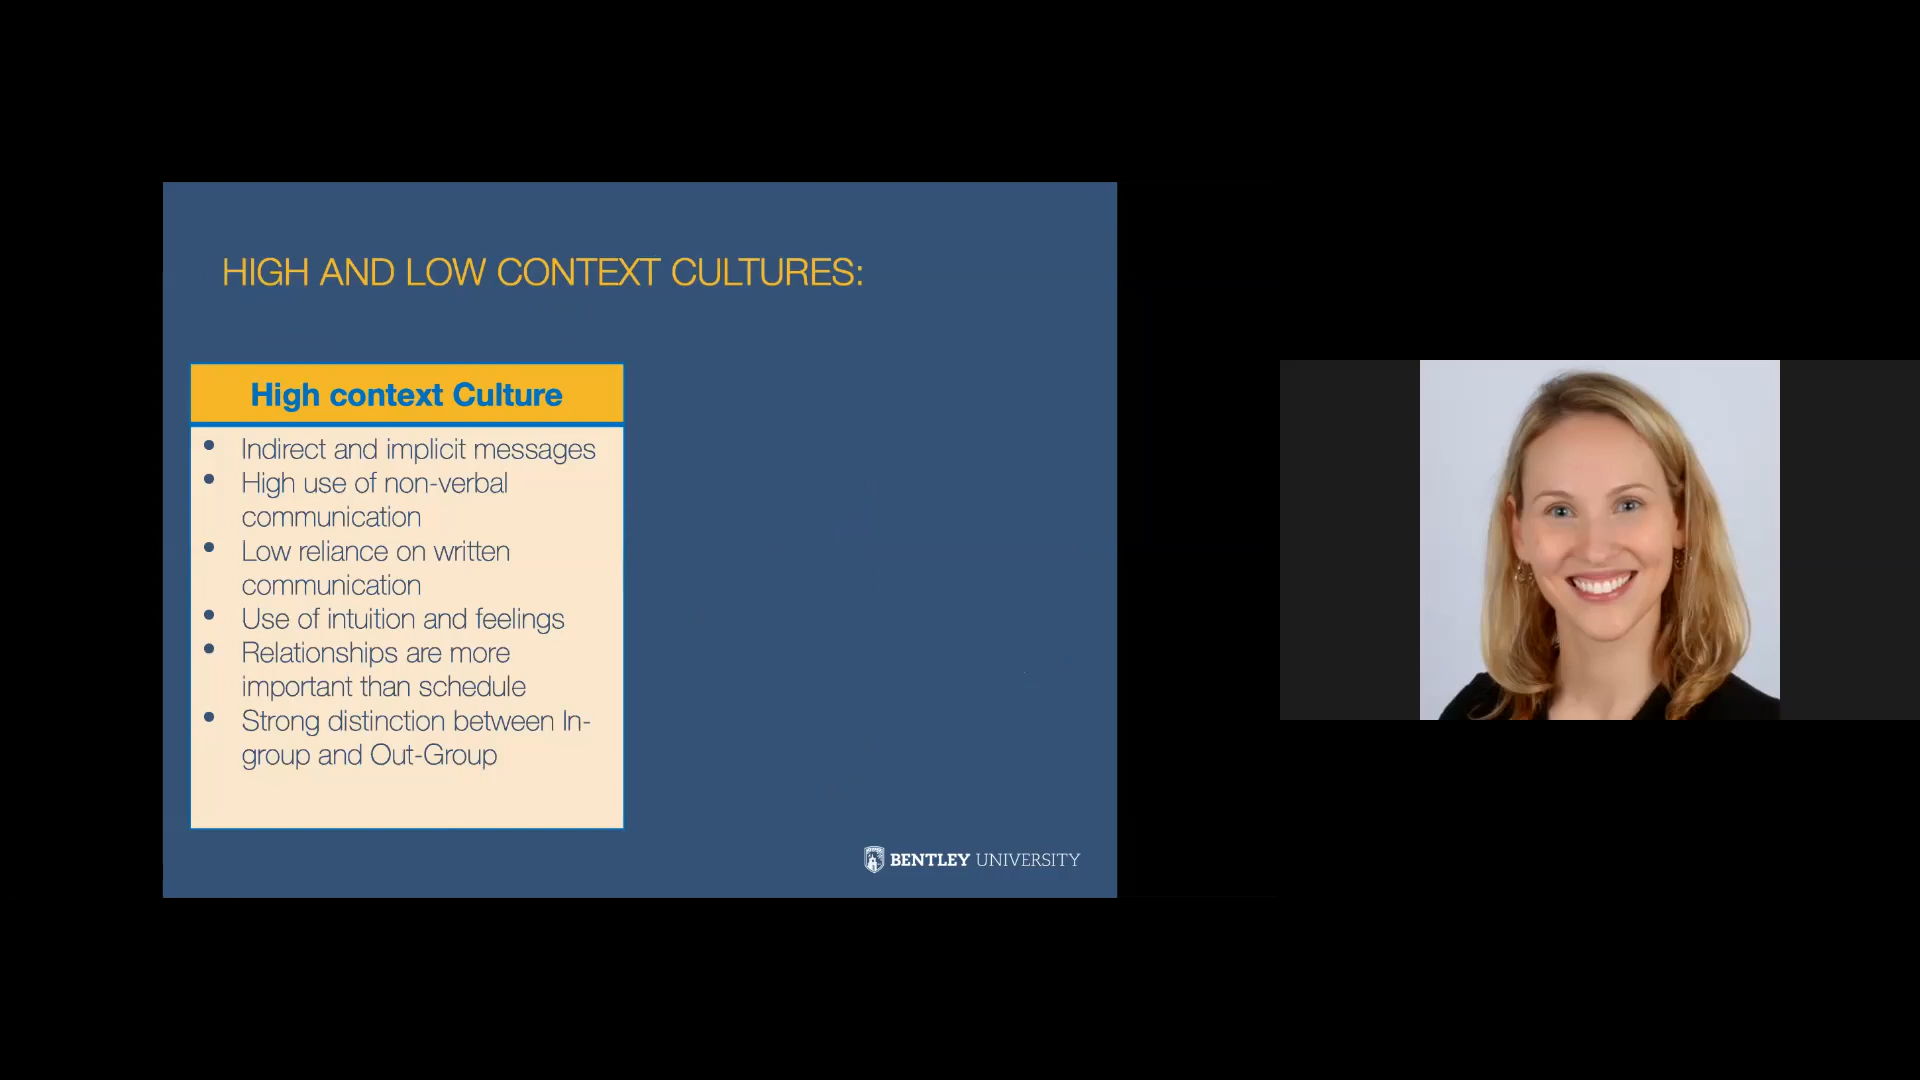 HIGH AND LOW CONTEXT CULTURES:
High context Culture
• Indirect and implicit messages
• High use of non-verbal
communication
• Low reliance on written
communication
• Use of intuition and feelings
• Relationships are more
important than schedule
• Strong distinction between In-
group and Out-Group
BENTLEY UNIVERSITY